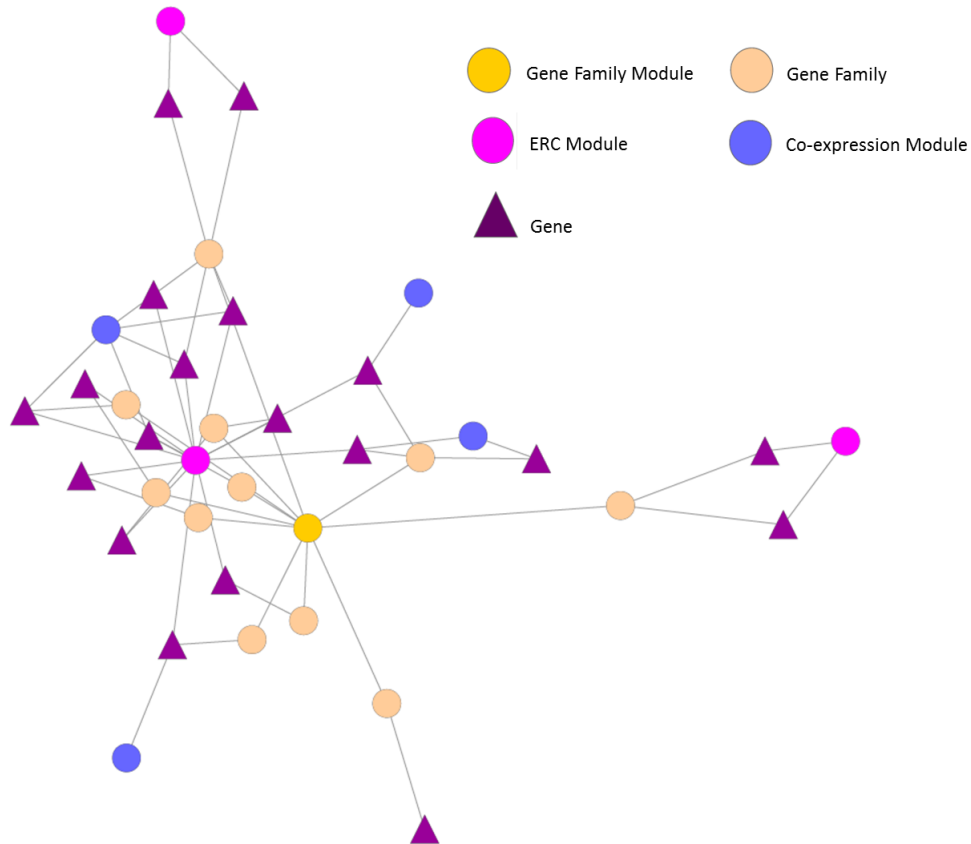 Gene Family Module
Gene Family
ERC Module
Co-expression Module
Gene